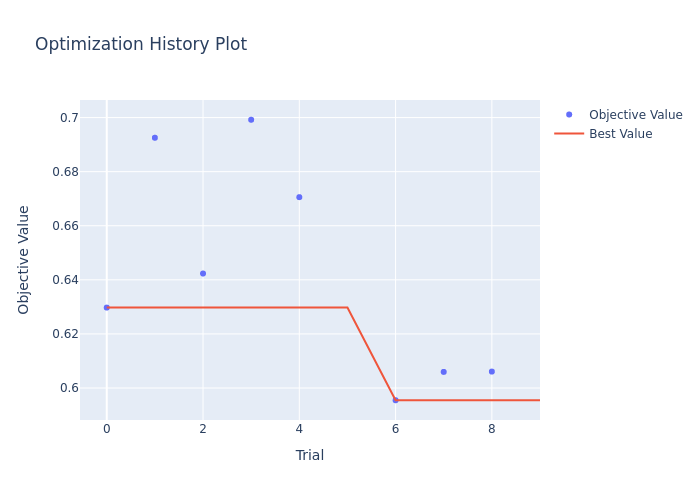 Optimization History Plot
Objective Value
Best Value
0.7
0.68
0.66
0.64
0.62
0.6
Objective Value
0
2
4
6
8
Trial